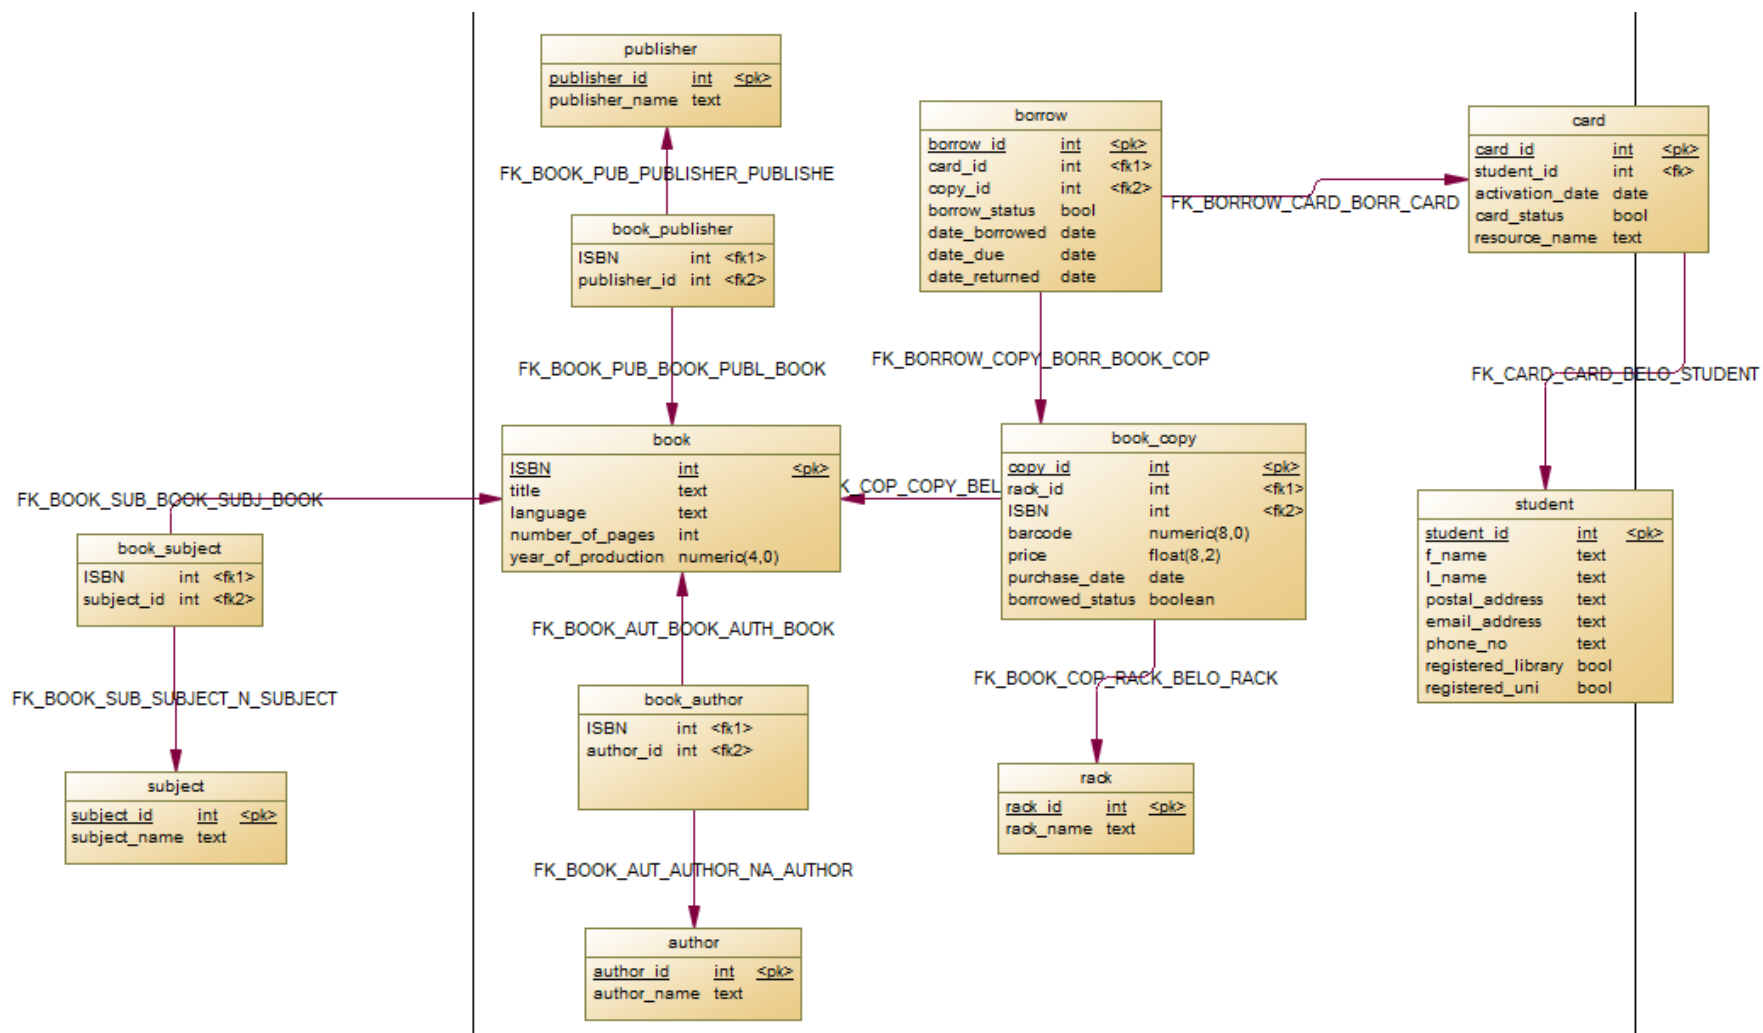 publisher
publisher_id int <pk>
publisher_name text
FK_BOOK_PUB_PUBLISHER_PUBLISHE
book_publisher
ISBN int <fk1>
publisher_id int <fk2>
FK_BOOK_PUB_BOOK_PUBL_BOOK
borrow
borrow_id int <pk>
card_id int <fk1>
copy_id int <fk2>
borrow_status bool
date_borrowed date
date_due date
date_returned date
FK_BORROW_CARD_BORR_CARD
card
card_id int <pk>
student_id int <fk>
activation_date date
card_status bool
resource_name text
FK_BORROW_COPY_BORR_BOOK_COP
FK_CARD_CARD_BELO_STUDENT
book
ISBN int <pk>
title text
language text
number_of_pages int
year_of_production numeric(4,0)
K_COP_COPY_BEL
book_copy
copy_id int <pk>
rack_id int <fk1>
ISBN int <fk2>
barcode numeric(8,0)
price float(8,2)
purchase_date date
borrowed_status boolean
student
student_id int <pk>
f_name text
l_name text
postal_address text
email_address text
phone_no text
registered_library bool
registered_uni bool
FK_BOOK_SUB_BOOK_SUBJ_BOOK
book_subject
ISBN int <fk1>
subject_id int <fk2>
FK_BOOK_SUB_SUBJECT_N_SUBJECT
subject
subject_id int <pk>
subject_name text
FK_BOOK_AUT_BOOK_AUTH_BOOK
book_author
ISBN int <fk1>
author_id int <fk2>
FK_BOOK_AUT_AUTHOR_NA_AUTHOR
author
author_id int <pk>
author_name text
FK_BOOK_COP_RACK_BELO_RACK
rack
rack_id int <pk>
rack_name text